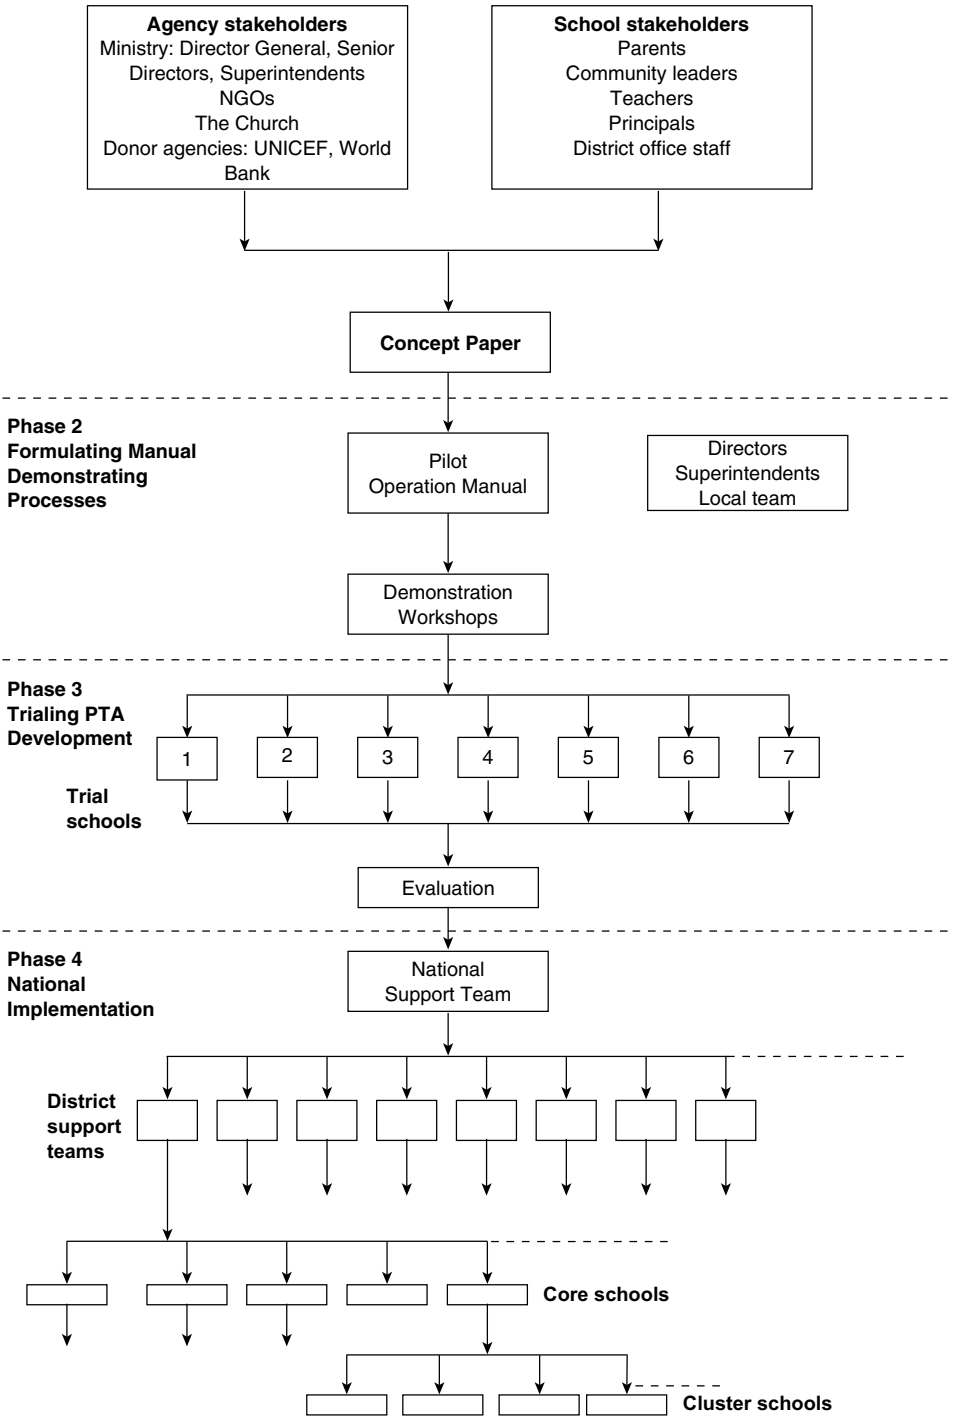 Agency stakeholders
Ministry: Director General, Senior
Directors, Superintendents
NGOs
The Church
Donor agencies: UNICEF, World
Bank
School stakeholders
Parents
Community leaders
Teachers
Principals
District office staff
Concept Paper
Phase 2
Formulating Manual
Demonstrating
Processes
Pilot
Operation Manual
Directors
Superintendents
Local team
Demonstration
Workshops
Phase 3
Trialing PTA
Development
1
2
3
4
5
6
7
Trial
schools
Evaluation
Phase 4
National
Implementation
National
Support Team
District
support
teams
Core schools
Cluster schools